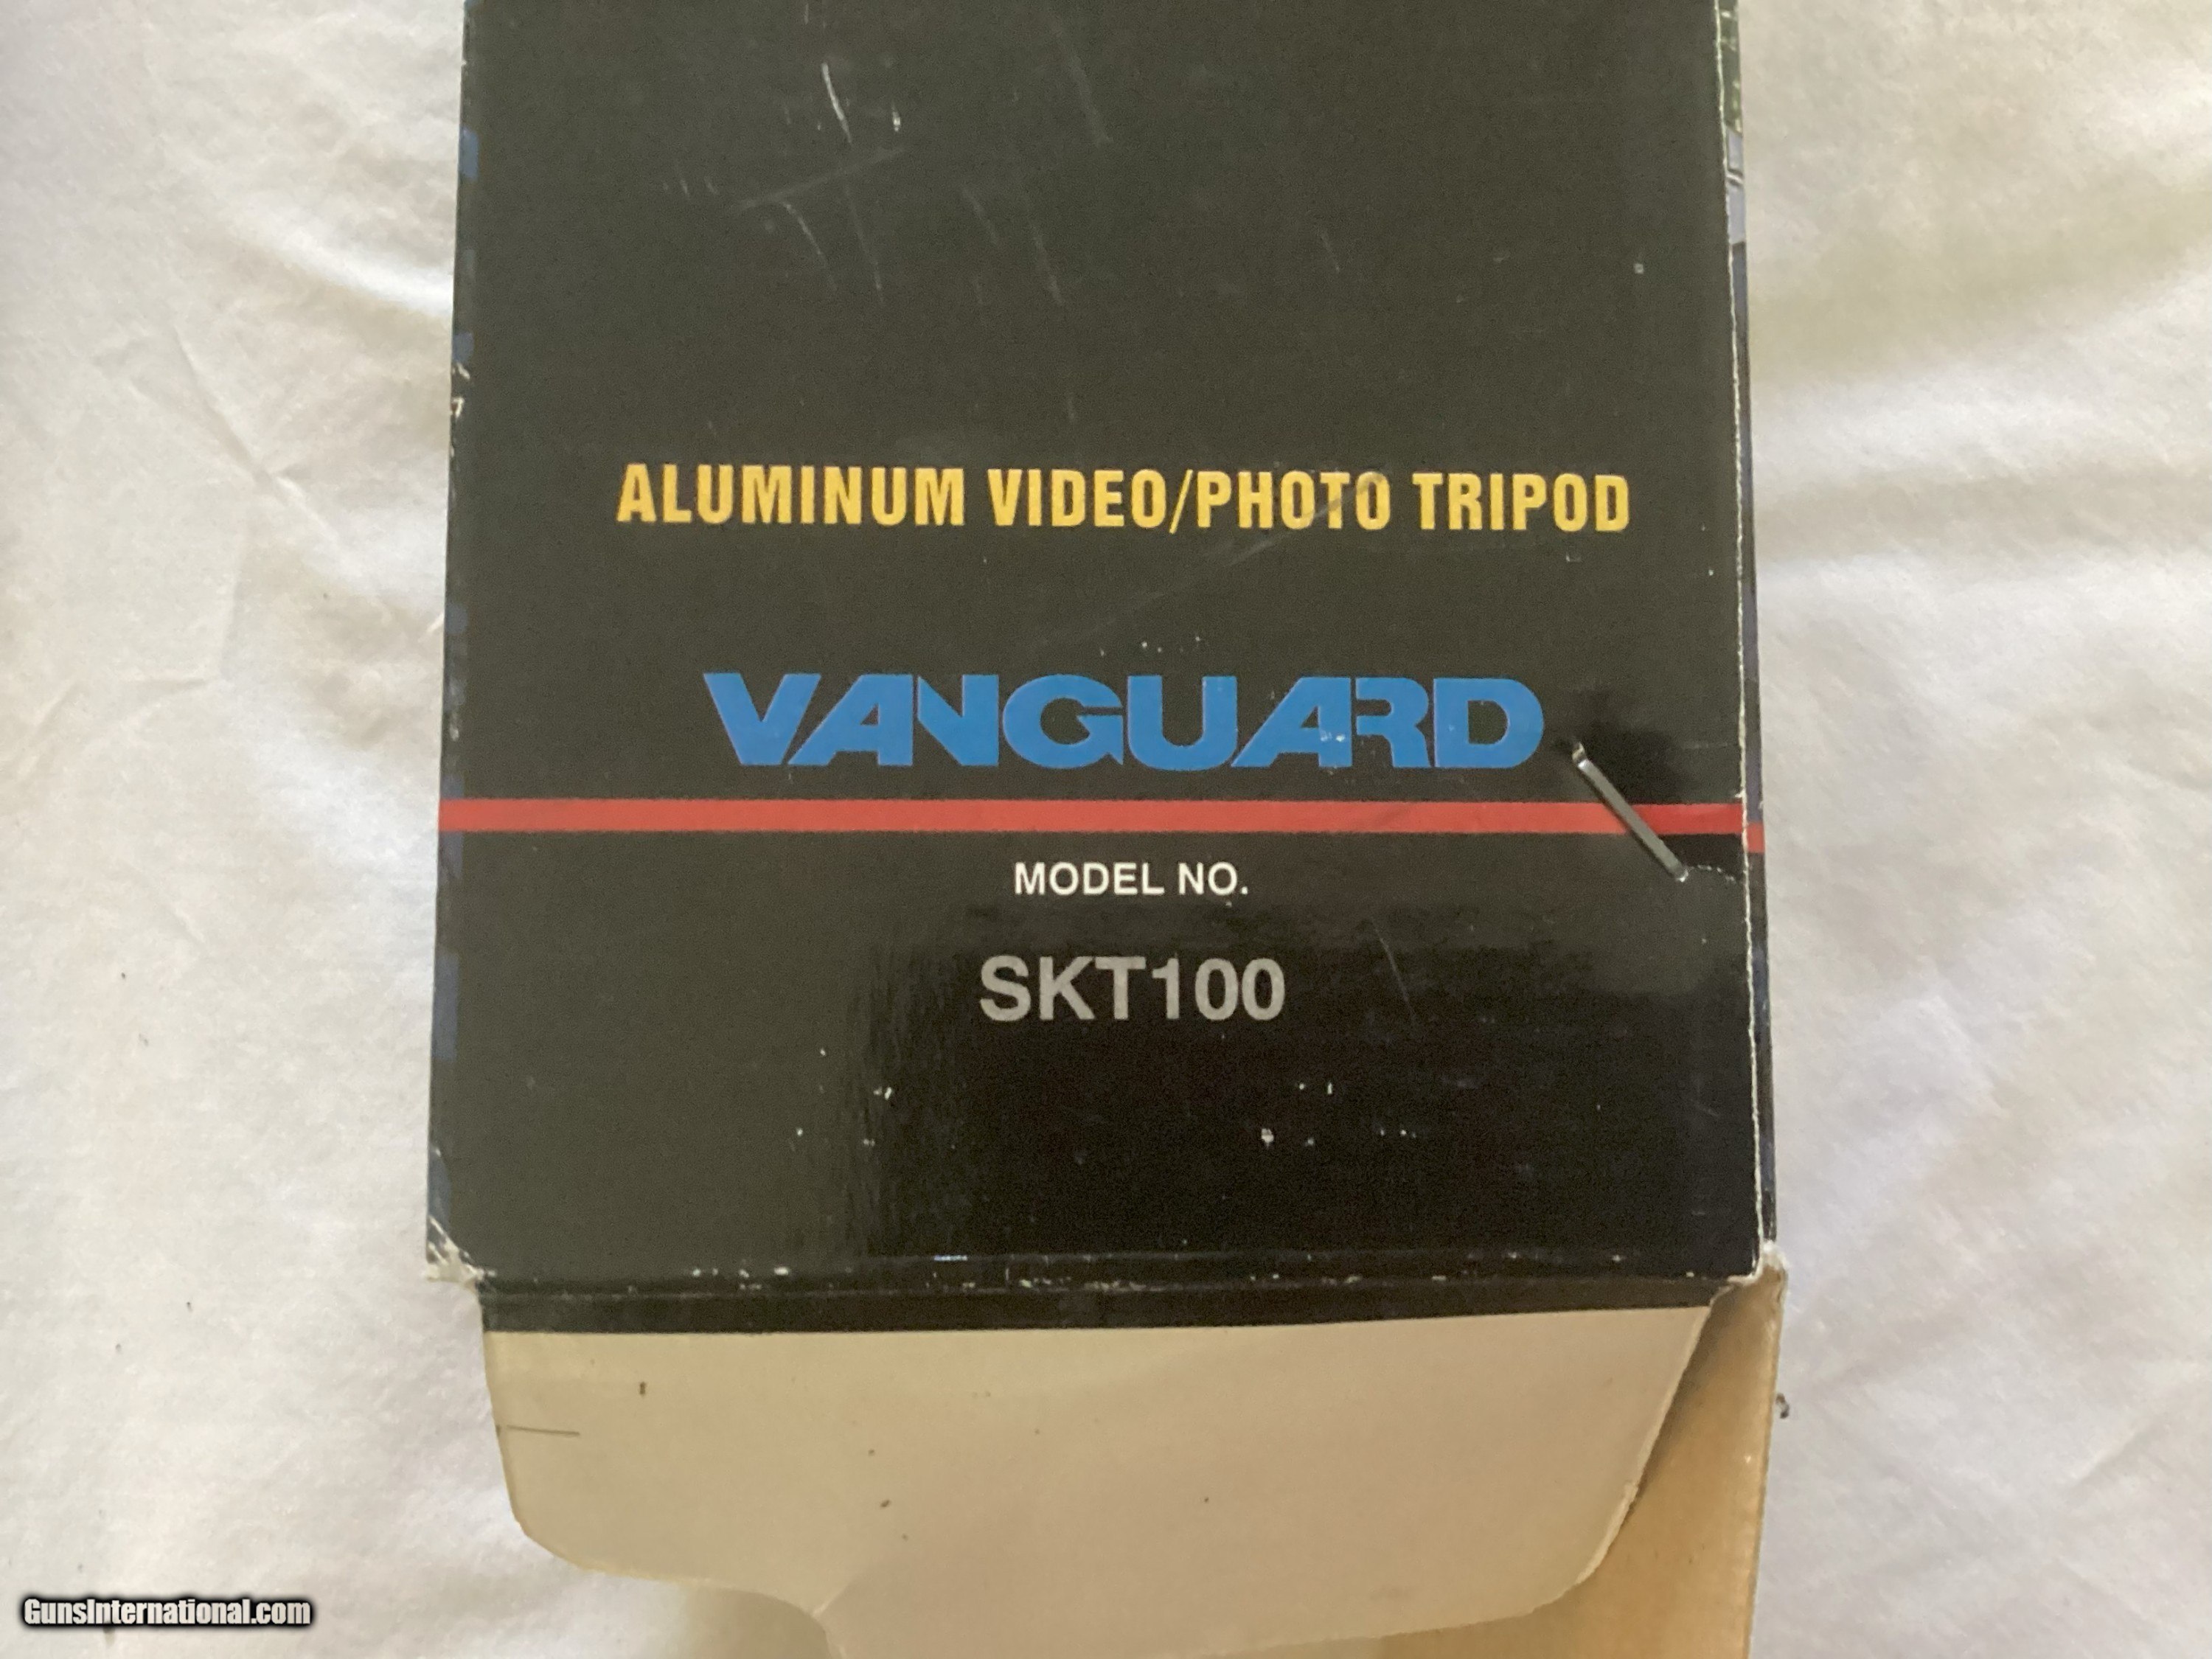 ALUMINUM VIDEO/PHOTO TRIPOD
VANGUARD
MODEL NO.
SKT100
GunsInternational.com